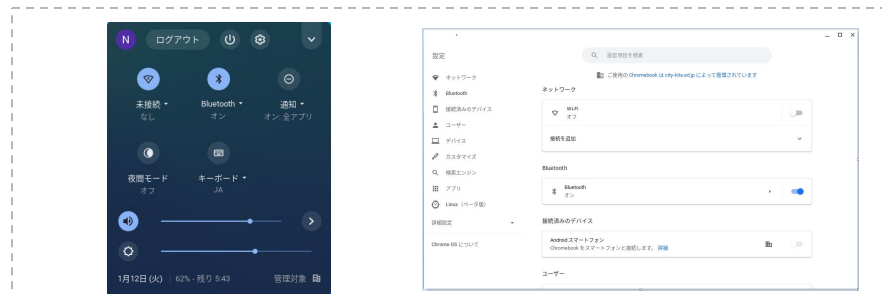 N ログアウト
未接続 Bluetooth 通知
なし オン オン: 全アプリ
夜間モード キーボード
オフ JA
1月12日 (火) 62% - 残り 5:43 管理対象
設定
設定項目を検索
ネットワーク
Bluetooth
接続済みのデバイス
ユーザー
デバイス
カスタマイズ
検索エンジン
アプリ
Linux（ベータ版）
詳細設定
Chrome OS について
ご使用の Chromebook は city-kite.ed.jp によって管理されています
ネットワーク
Wi-Fi
オフ
接続を追加
Bluetooth
Bluetooth
オン
接続済みのデバイス
Android スマートフォン
Chromebook をスマートフォンと接続します。 詳細
ユーザー